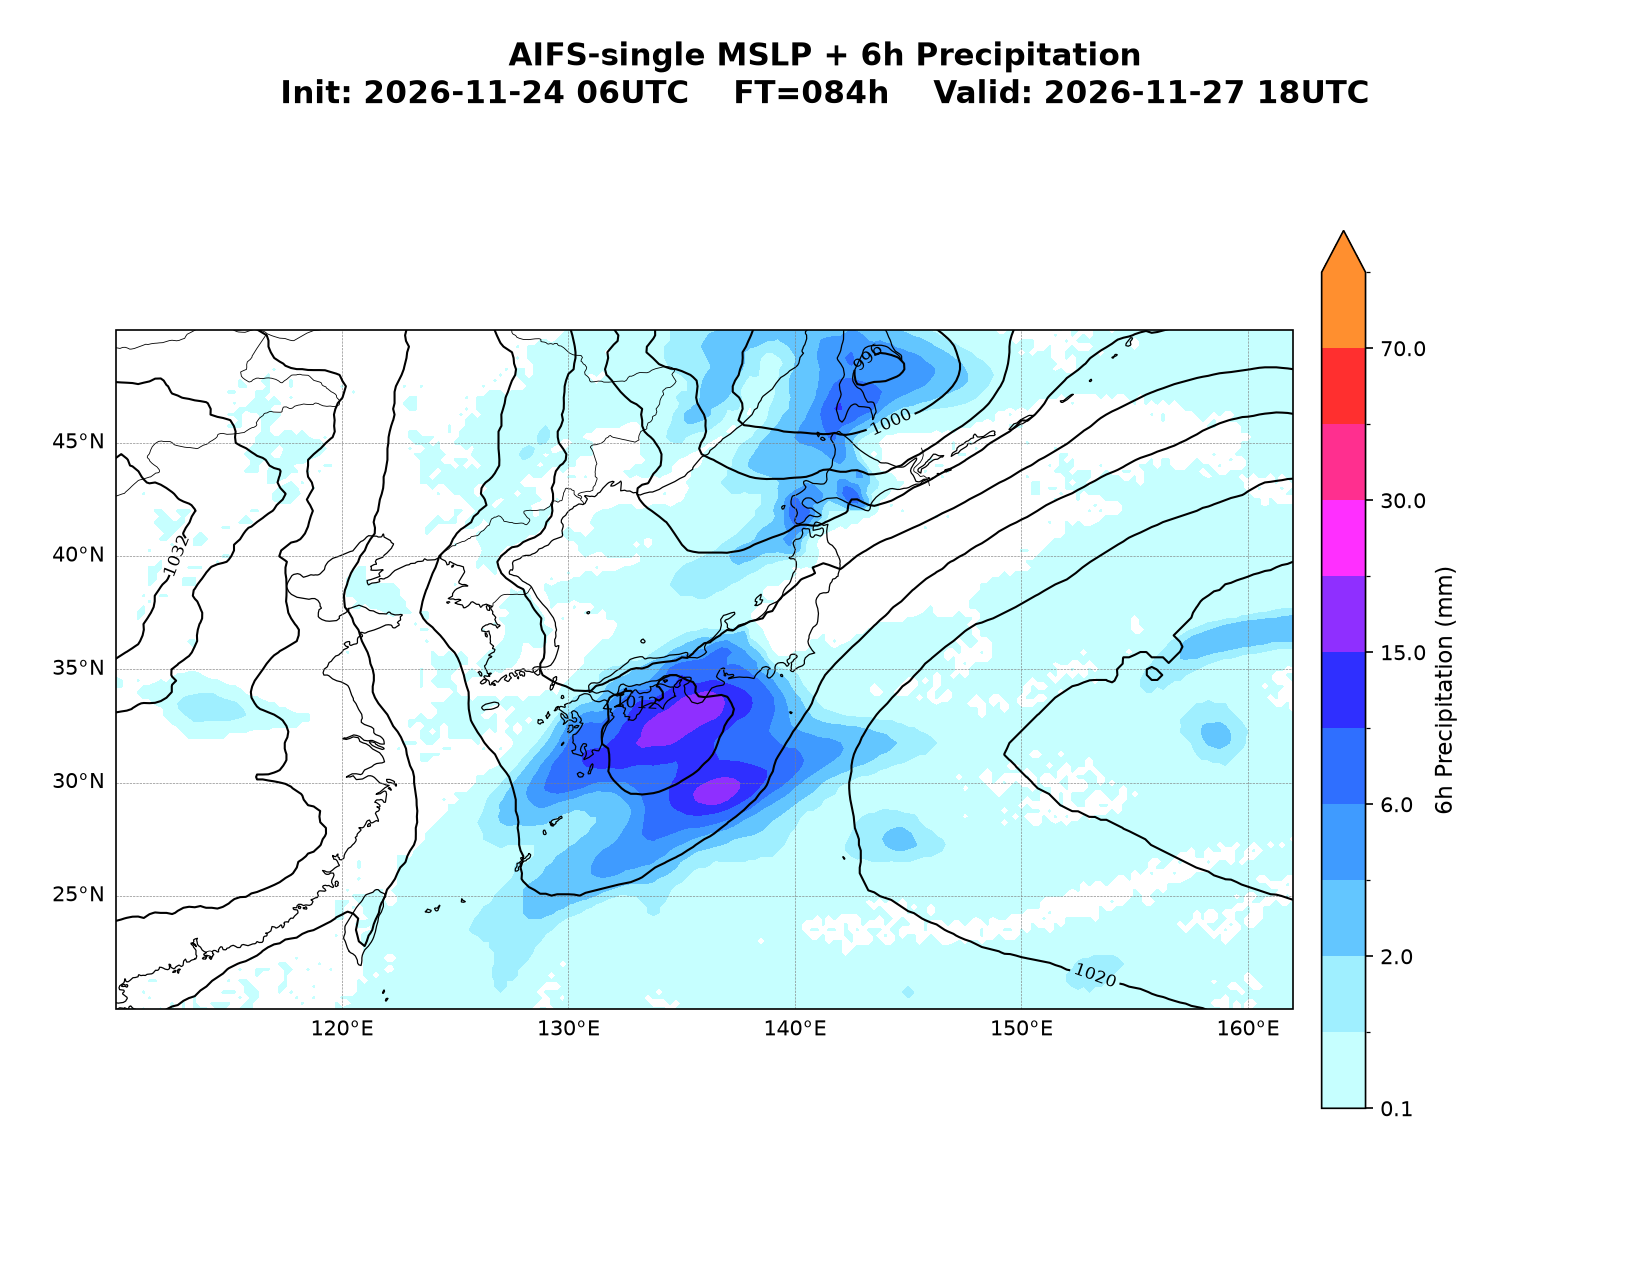 AIFS-single MSLP + 6h Precipitation
Init: 2026-11-24 06UTC    FT=084h    Valid: 2026-11-27 18UTC
996
1000
1032
1012
1020
45°N
40°N
35°N
30°N
25°N
120°E
130°E
140°E
150°E
160°E
70.0
30.0
15.0
6.0
2.0
0.1
6h Precipitation (mm)